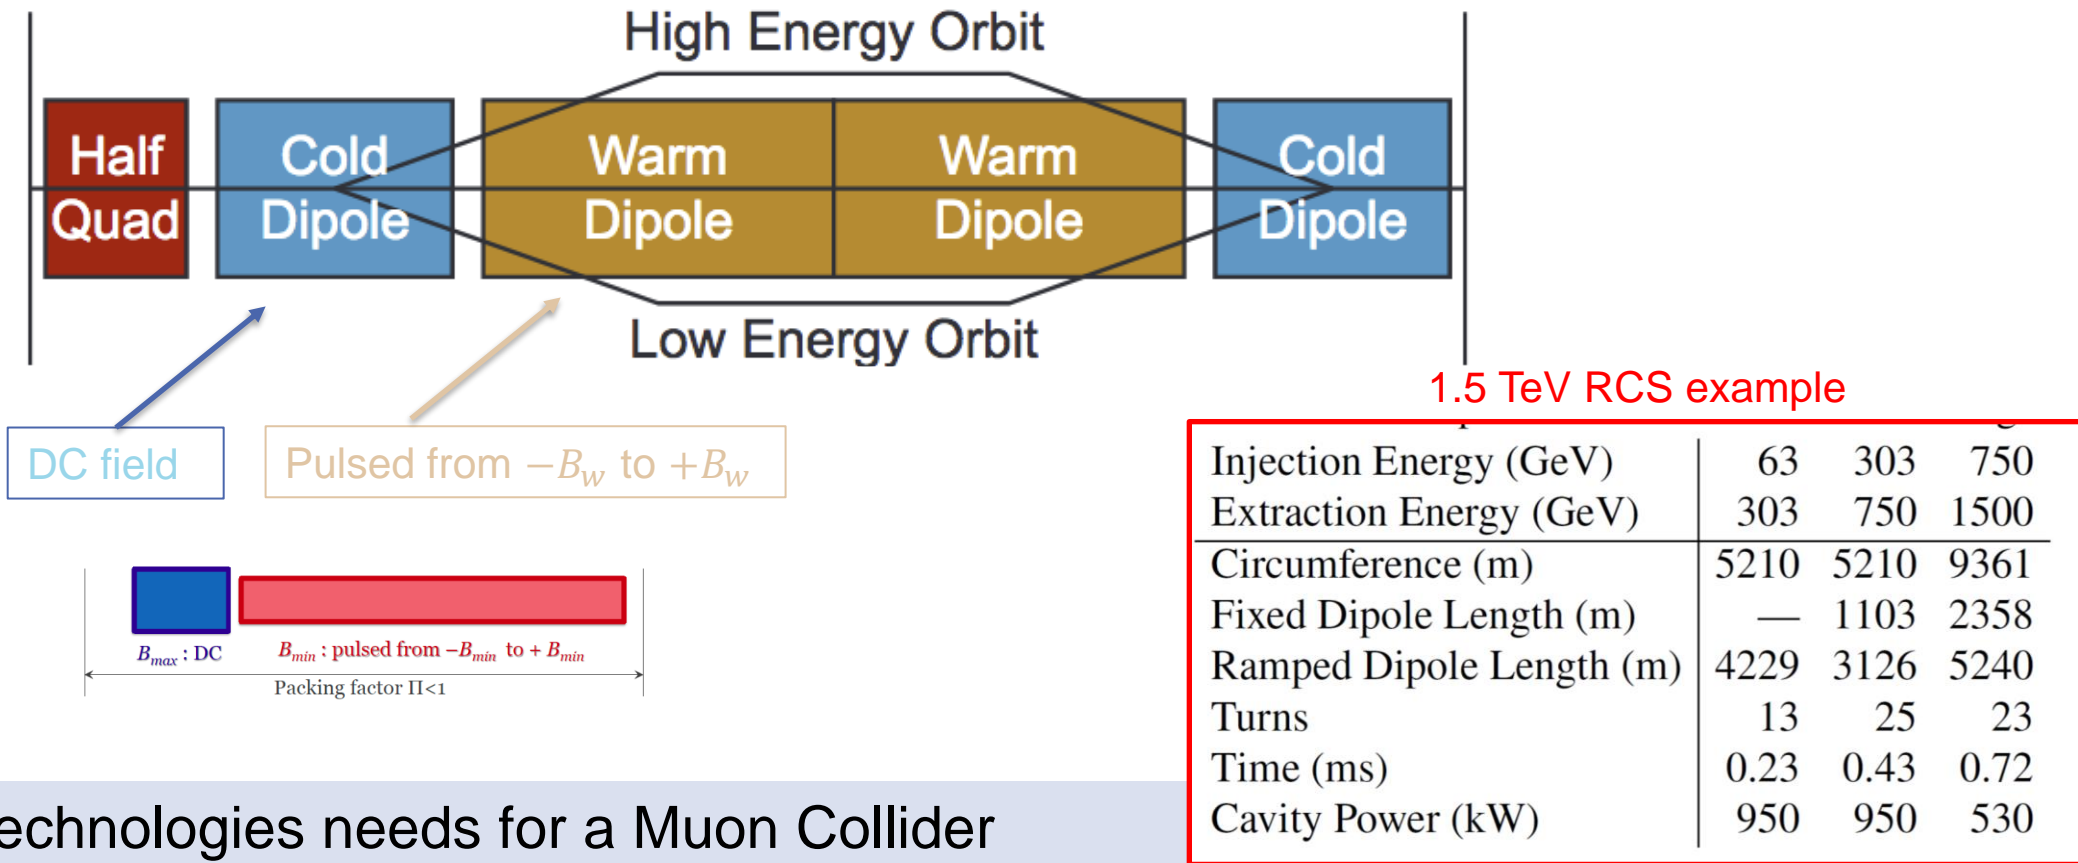 High Energy Orbit
Half Quad
Cold Dipole
Warm Dipole
Warm Dipole
Cold Dipole
Low Energy Orbit
DC field
Pulsed from −B_w to +B_w
B_max : DC
B_min : pulsed from −B_min to + B_min
Packing factor Π<1
1.5 TeV RCS example
Injection Energy (GeV) 63 303 750
Extraction Energy (GeV) 303 750 1500
Circumference (m) 5210 5210 9361
Fixed Dipole Length (m) — 1103 2358
Ramped Dipole Length (m) 4229 3126 5240
Turns 13 25 23
Time (ms) 0.23 0.43 0.72
Cavity Power (kW) 950 950 530
echnologies needs for a Muon Collider